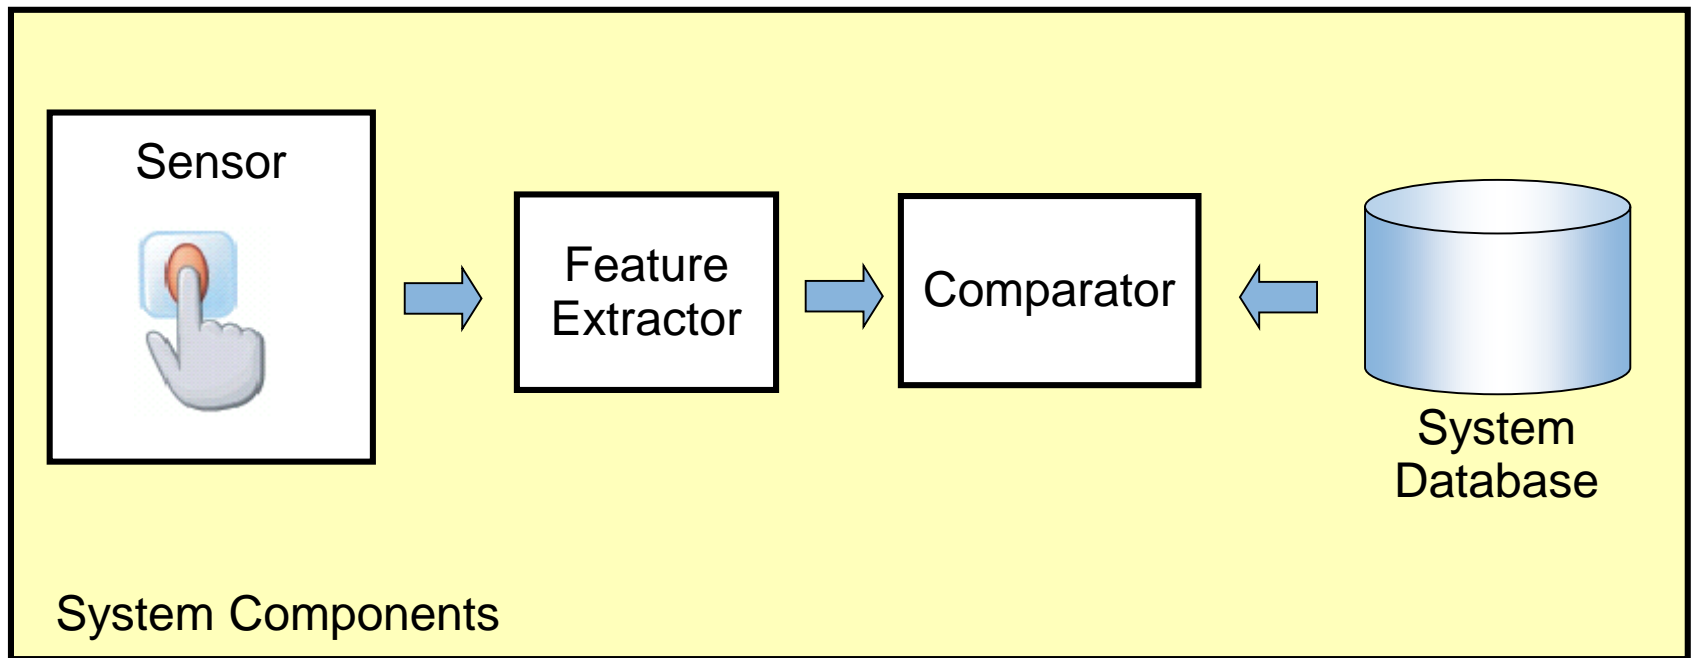 Sensor
Feature
Extractor
Comparator
System
Database
System Components